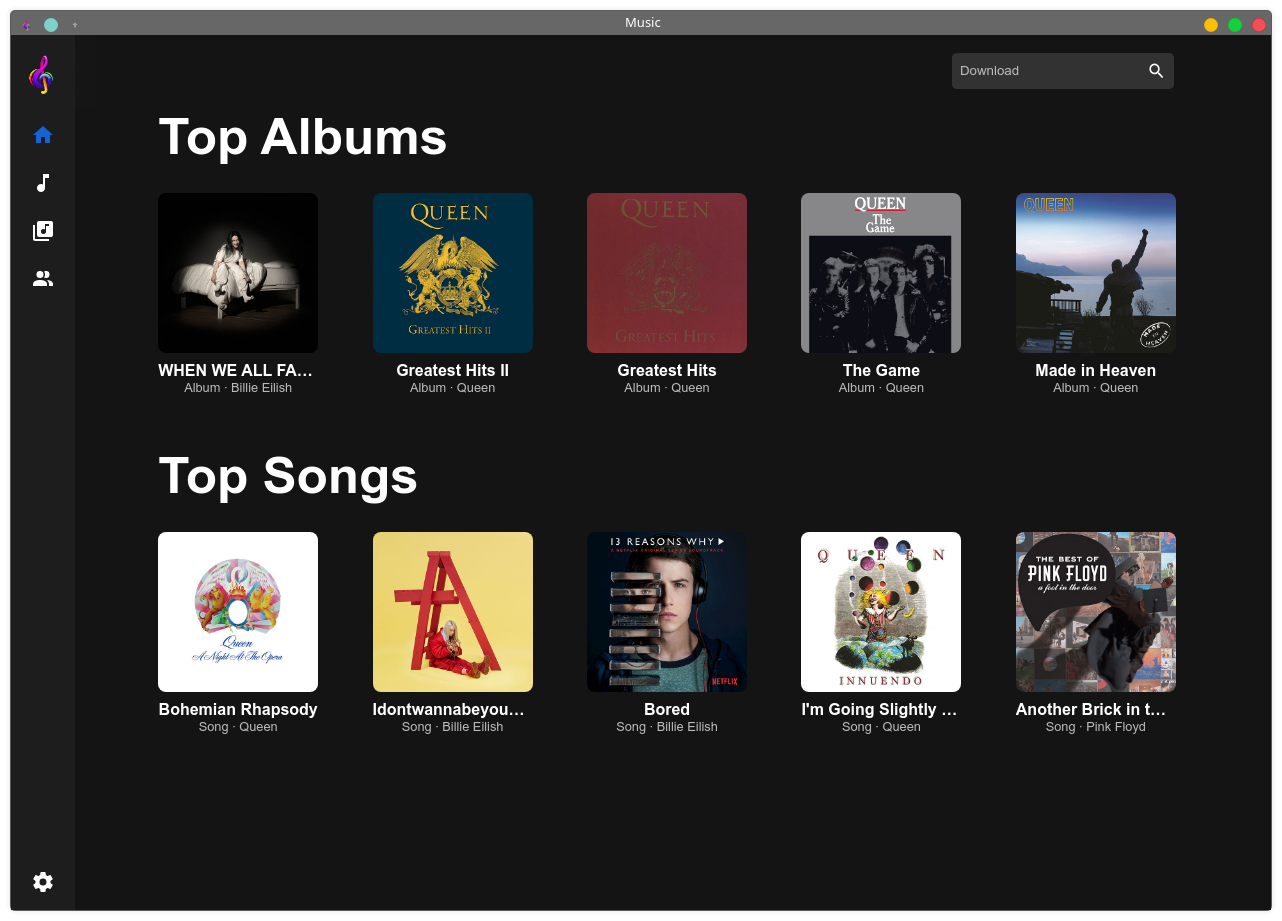 Music
Download
Top Albums
QUEEN
GREATEST HITS II
QUEEN
GREATEST HITS
QUEEN
The
Game
QUEEN
MADE
IN
HEAVEN
WHEN WE ALL FA...
Greatest Hits II
Greatest Hits
The Game
Made in Heaven
Album · Billie Eilish
Album · Queen
Album · Queen
Album · Queen
Album · Queen
Top Songs
Queen
A Night At The Opera
13 REASONS WHY
A NETFLIX ORIGINAL SERIES SOUNDTRACK
NETFLIX
QUEEN
INNUENDO
THE BEST OF
PINK FLOYD
a foot in the door
Bohemian Rhapsody
Idontwannabeyou...
Bored
I'm Going Slightly ...
Another Brick in t...
Song · Queen
Song · Billie Eilish
Song · Billie Eilish
Song · Queen
Song · Pink Floyd